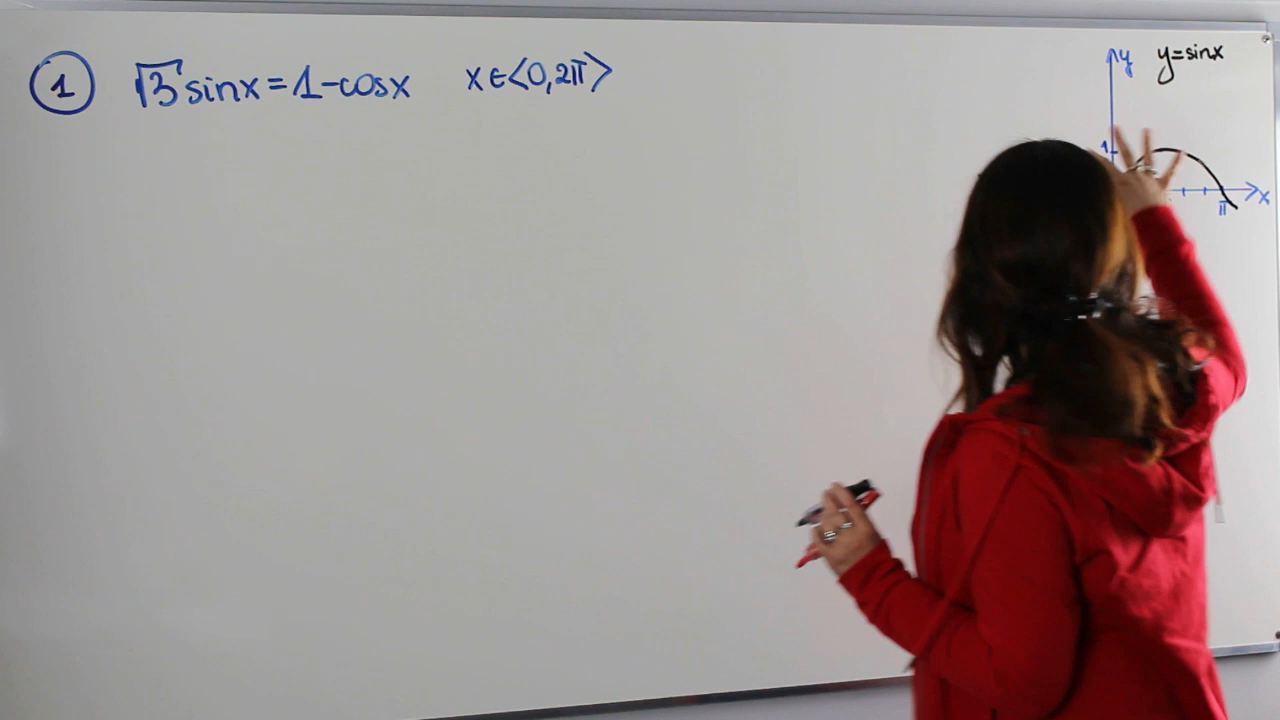 1 √3 sinx=1-cosx x∈<0,2π>
y y=sinx
1
π x